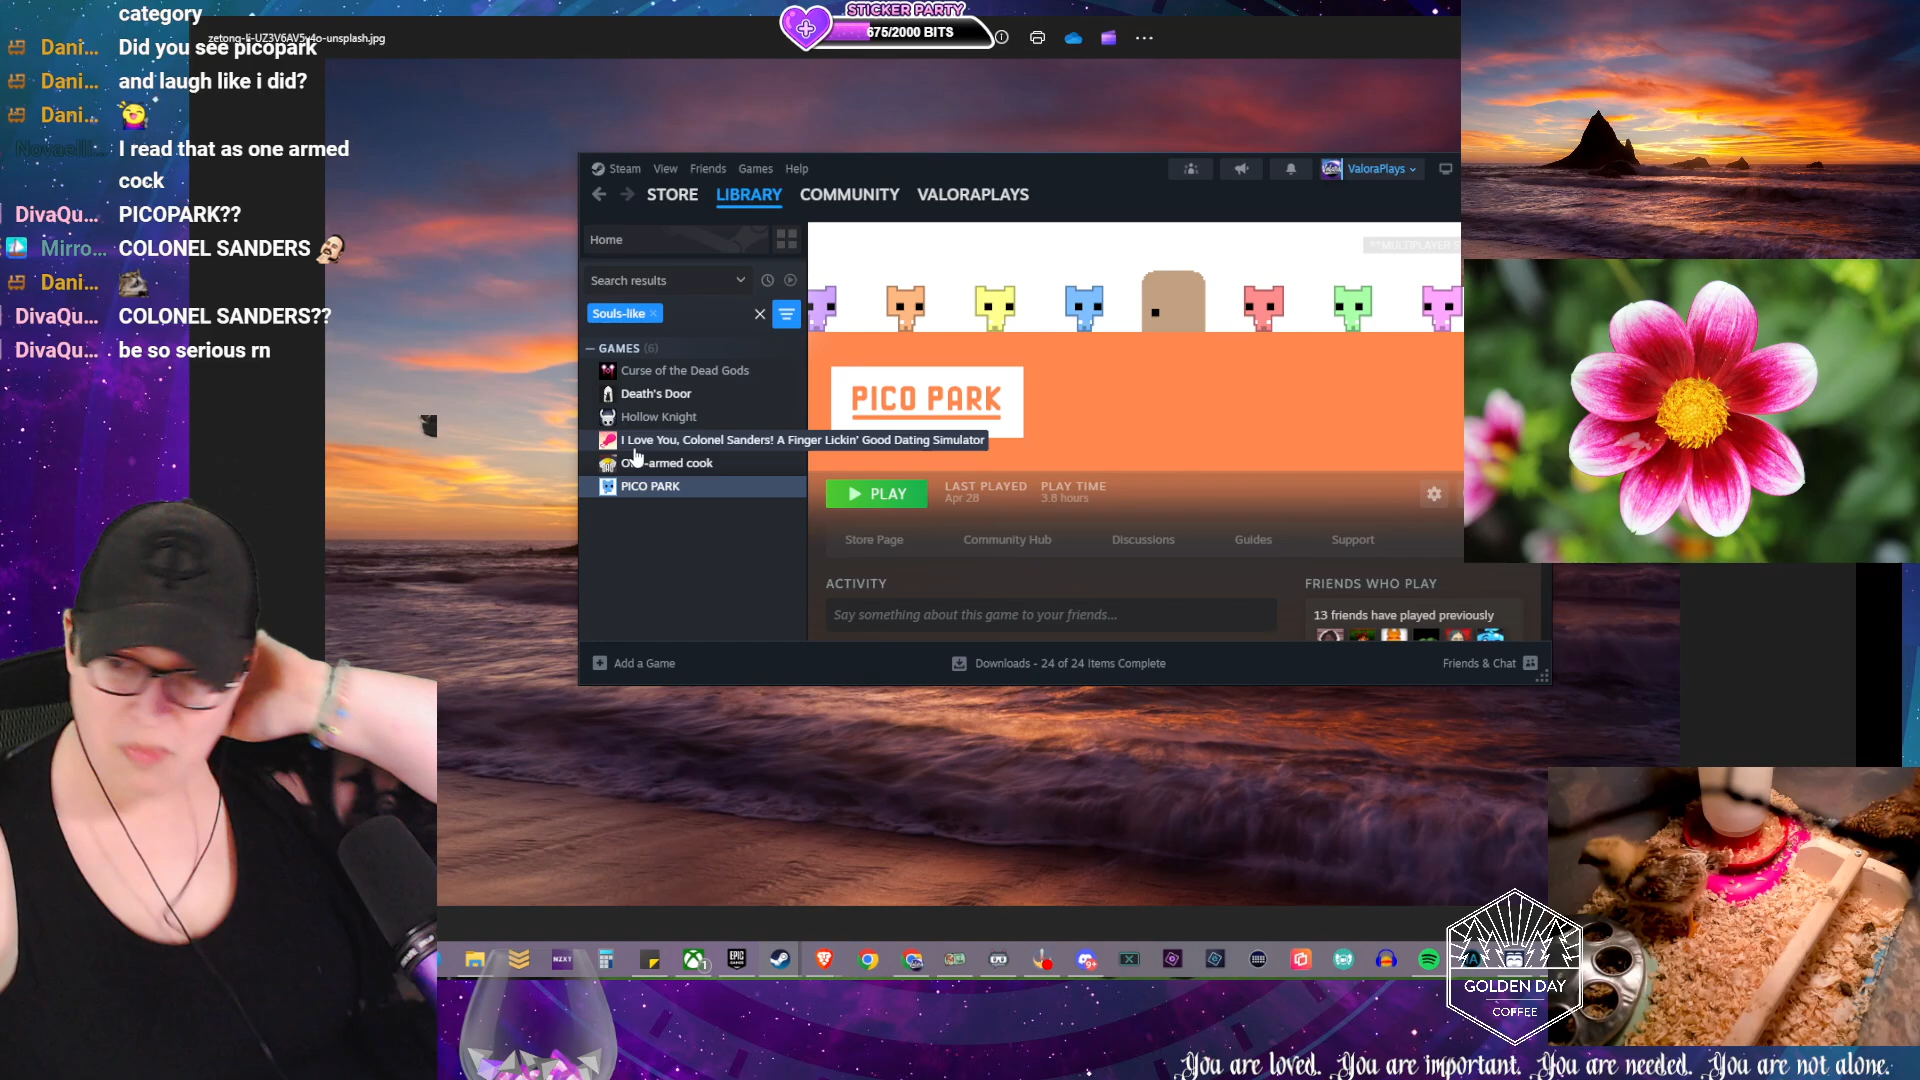 category
Dani... Did you see picopark
Dani... and laugh like i did?
Dani...
Novaelli... I read that as one armed
cock
DivaQu... PICOPARK??
Mirro... COLONEL SANDERS
Dani...
DivaQu... COLONEL SANDERS??
DivaQu... be so serious rn
zetong-li-UZ3V6AV5y4o-unsplash.jpg
STICKER PARTY
675/2000 BITS
Steam View Friends Games Help
ValoraPlays
STORE LIBRARY COMMUNITY VALORAPLAYS
Home
Search results
Souls-like
GAMES (6)
Curse of the Dead Gods
Death's Door
Hollow Knight
I Love You, Colonel Sanders! A Finger Lickin' Good Dating Simulator
-armed cook
PICO PARK
**MULTIPLAYER
PICO PARK
PLAY
LAST PLAYED
Apr 28
PLAY TIME
3.8 hours
Store Page Community Hub Discussions Guides Support
ACTIVITY
Say something about this game to your friends...
FRIENDS WHO PLAY
13 friends have played previously
Add a Game
Downloads - 24 of 24 Items Complete
Friends & Chat
NZXT
1
EPIC
GAMES
9+
GOLDEN DAY
COFFEE
You are loved. You are important. You are needed. You are not alone.